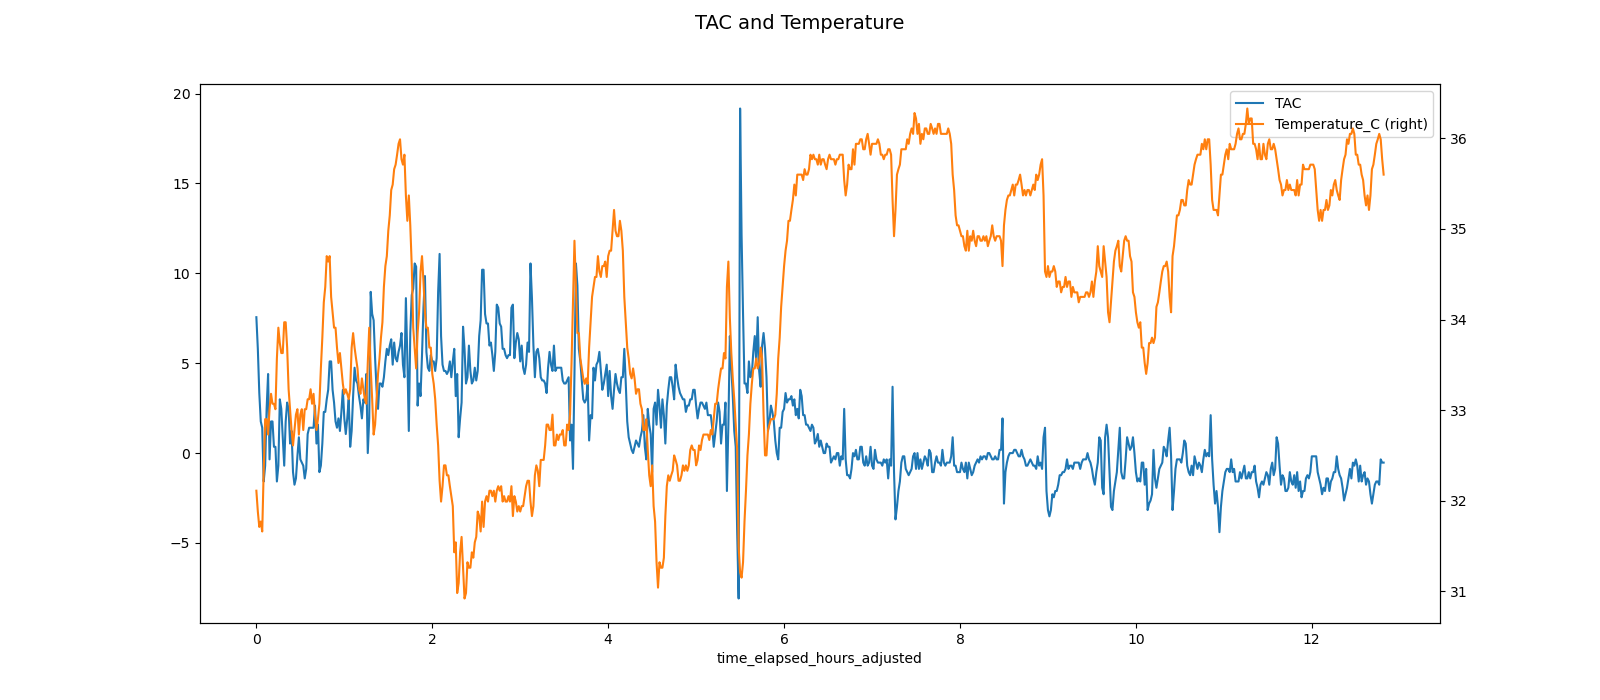 TAC and Temperature
TAC
Temperature_C (right)
20
15
10
5
0
−5
36
35
34
33
32
31
0 2 4 6 8 10 12
time_elapsed_hours_adjusted